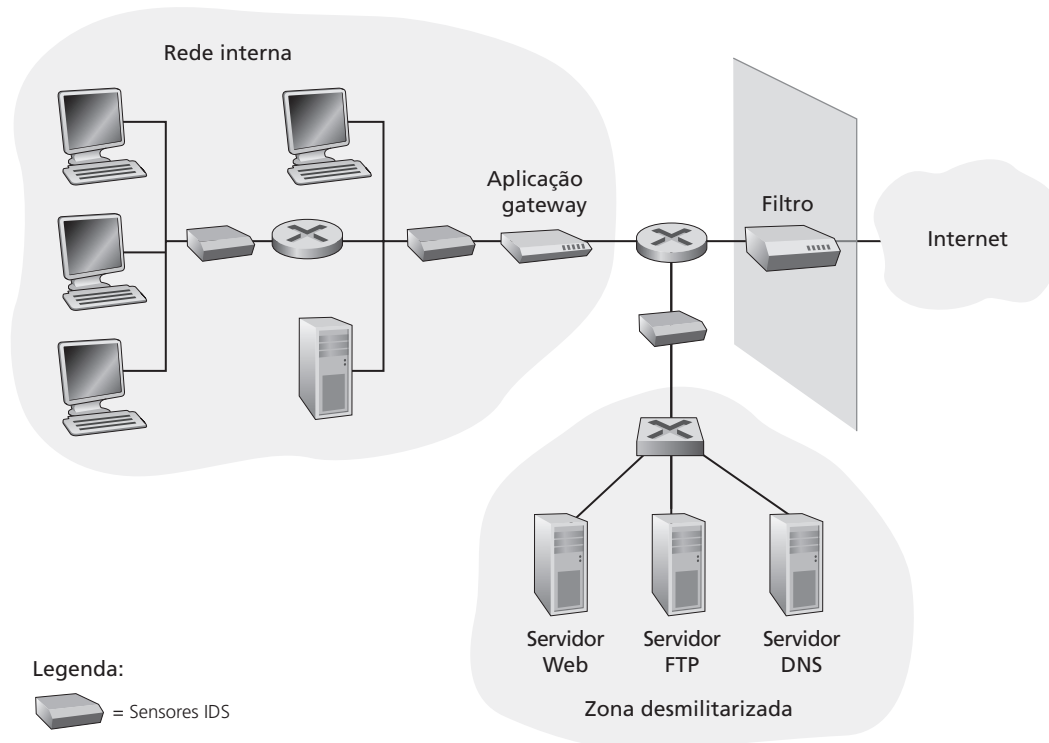 Rede interna
Aplicação
gateway
Filtro
Internet
Servidor
Web
Servidor
FTP
Servidor
DNS
Zona desmilitarizada
Legenda:
= Sensores IDS